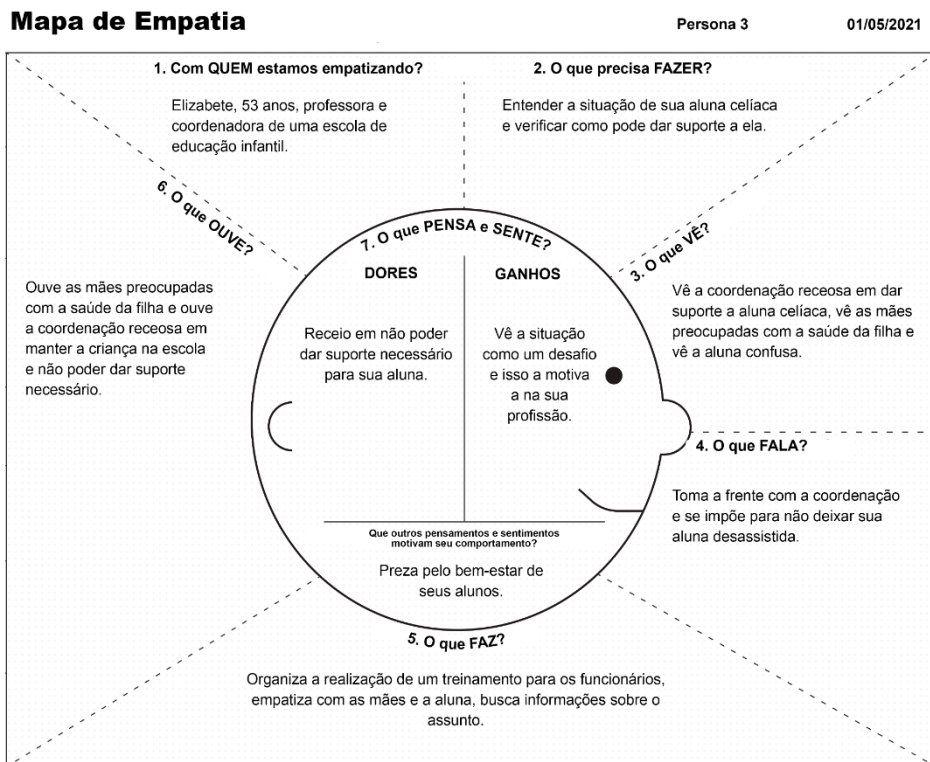 Mapa de Empatia
Persona 3
01/05/2021
1. Com QUEM estamos empatizando?
Elizabete, 53 anos, professora e
coordenadora de uma escola de
educação infantil.
2. O que precisa FAZER?
Entender a situação de sua aluna celíaca
e verificar como pode dar suporte a ela.
3. O que VÊ?
Vê a coordenação receosa em dar
suporte a aluna celíaca, vê as mães
preocupadas com a saúde da filha e
vê a aluna confusa.
4. O que FALA?
Toma a frente com a coordenação
e se impõe para não deixar sua
aluna desassistida.
5. O que FAZ?
Organiza a realização de um treinamento para os funcionários,
empatiza com as mães e a aluna, busca informações sobre o
assunto.
6. O que OUVE?
Ouve as mães preocupadas
com a saúde da filha e ouve
a coordenação receosa em
manter a criança na escola
e não poder dar suporte
necessário.
7. O que PENSA e SENTE?
DORES
Receio em não poder
dar suporte necessário
para sua aluna.
GANHOS
Vê a situação
como um desafio
e isso a motiva
a na sua
profissão.
Que outros pensamentos e sentimentos
motivam seu comportamento?
Preza pelo bem-estar de
seus alunos.